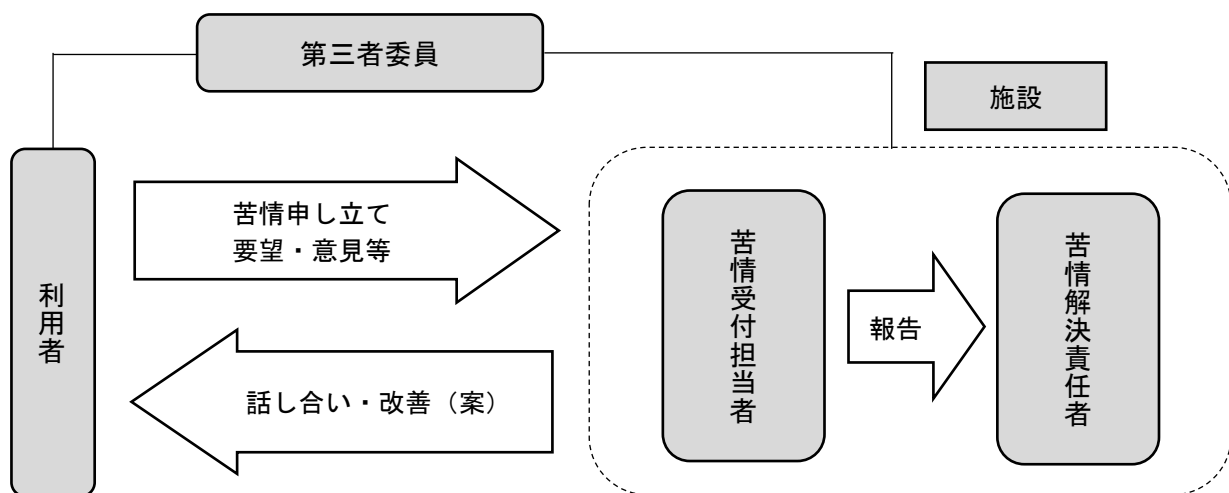 第三者委員
施設
苦情申し立て
要望・意見等
利用者
苦情受付担当者
報告
苦情解決責任者
話し合い・改善（案）